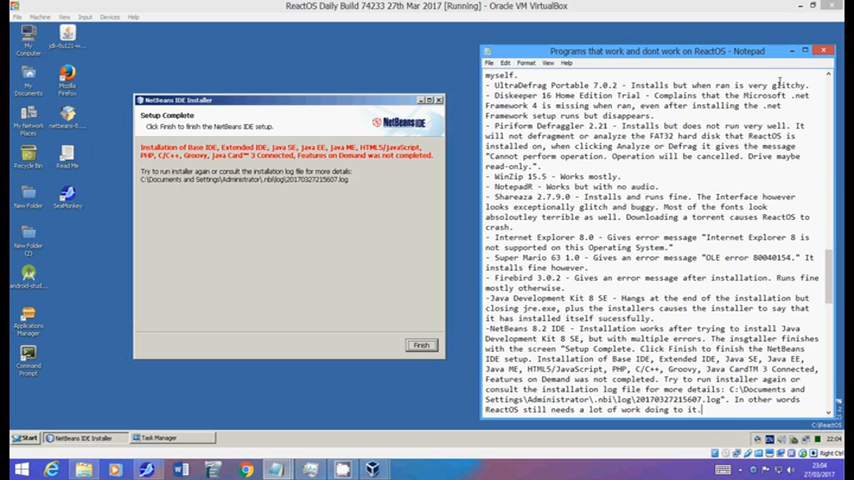 ReactOS Daily Build 74233 27th Mar 2017 [Running] - Oracle VM VirtualBox
File Machine View Input Devices Help
My Computer
jdk-8u121-w...
My Documents
Mozilla Firefox
My Network Places
netbeans-8....
Recycle Bin
Read Me
New Folder
SeaMonkey
New Folder (2)
android-stud...
Applications Manager
Command Prompt
NetBeans IDE Installer
Setup Complete
Click Finish to finish the NetBeans IDE setup.
NetBeans IDE
Installation of Base IDE, Extended IDE, Java SE, Java EE, Java ME, HTML5/JavaScript,
PHP, C/C++, Groovy, Java Card™ 3 Connected, Features on Demand was not completed.
Try to run installer again or consult the installation log file for more details:
C:\Documents and Settings\Administrator\.nbi\log\20170327215607.log
Finish
Programs that work and dont work on ReactOS - Notepad
File Edit Format View Help
myself.
- UltraDefrag Portable 7.0.2 - Installs but when ran is very glitchy.
- Diskeeper 16 Home Edition Trial - Complains that the Microsoft .net
Framework 4 is missing when ran, even after installing the .net
Framework setup runs but disappears.
- Piriform Defraggler 2.21 - Installs but does not run very well. It
will not defragment or analyze the FAT32 hard disk that ReactOS is
installed on, when clicking Analyze or Defrag it gives the message
"Cannot perform operation. Operation will be cancelled. Drive maybe
read-only.".
- WinZip 15.5 - Works mostly.
- NotepadR - Works but with no audio.
- Shareaza 2.7.9.0 - Installs and runs fine. The Interface however
looks exceptionally glitch and buggy. Most of the fonts look
absoloutley terrible as well. Downloading a torrent causes ReactOS to
crash.
- Internet Explorer 8.0 - Gives error message "Internet Explorer 8 is
not supported on this Operating System."
- Super Mario 63 1.0 - Gives an error message "OLE error 80040154." It
installs fine however.
- Firebird 3.0.2 - Gives an error message after installation. Runs fine
mostly otherwise.
-Java Development Kit 8 SE - Hangs at the end of the installation but
closing jre.exe, plus the installers causes the installer to say that
it has installed itself sucessfully.
-NetBeans 8.2 IDE - Installation works after trying to install Java
Development Kit 8 SE, but with multiple errors. The insgtaller finishes
with the screen "Setup Complete. Click Finish to finish the NetBeans
IDE setup. Installation of Base IDE, Extended IDE, Java SE, Java EE,
Java ME, HTML5/JavaScript, PHP, C/C++, Groovy, Java CardTM 3 Connected,
Features on Demand was not completed. Try to run installer again or
consult the installation log file for more details: C:\Documents and
Settings\Administrator\.nbi\log\20170327215607.log". In other words
ReactOS still needs a lot of work doing to it.
C:\ReactOS
Start NetBeans IDE Installer Task Manager 22:04
Right Ctrl
23:04
27/03/2017